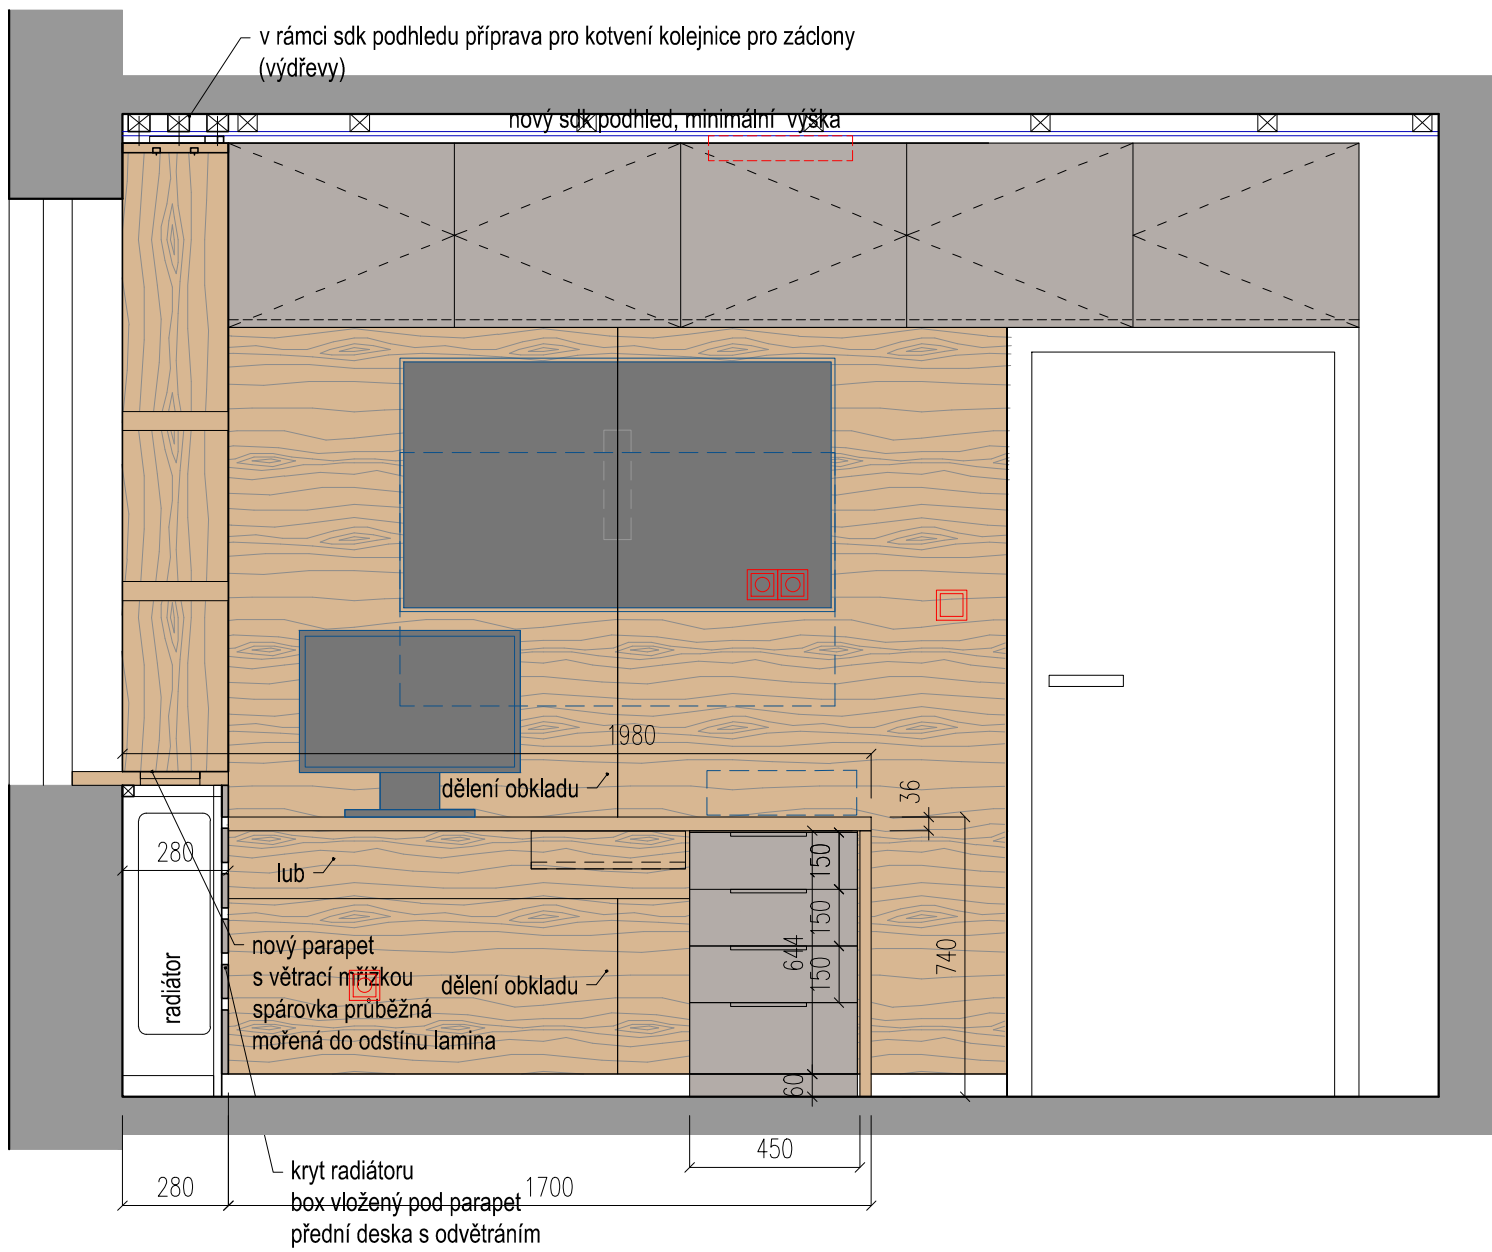 v rámci sdk podhledu příprava pro kotvení kolejnice pro záclony
(výdřevy)
nový sdk podhled, minimální výška
1980
dělení obkladu
36
280
lub
150
150
644
150
740
nový parapet
s větrací mřížkou
spárovka průběžná
mořená do odstínu lamina
dělení obkladu
radiátor
60
450
280
1700
kryt radiátoru
box vložený pod parapet
přední deska s odvětráním